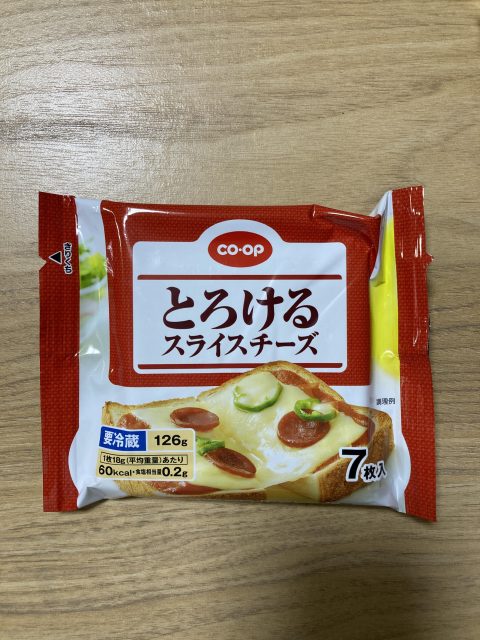 きりくち
CO·OP
とろける
スライスチーズ
調理例
要冷蔵 126g
1枚18g(平均重量)あたり
60kcal・食塩相当量0.2g
7枚入